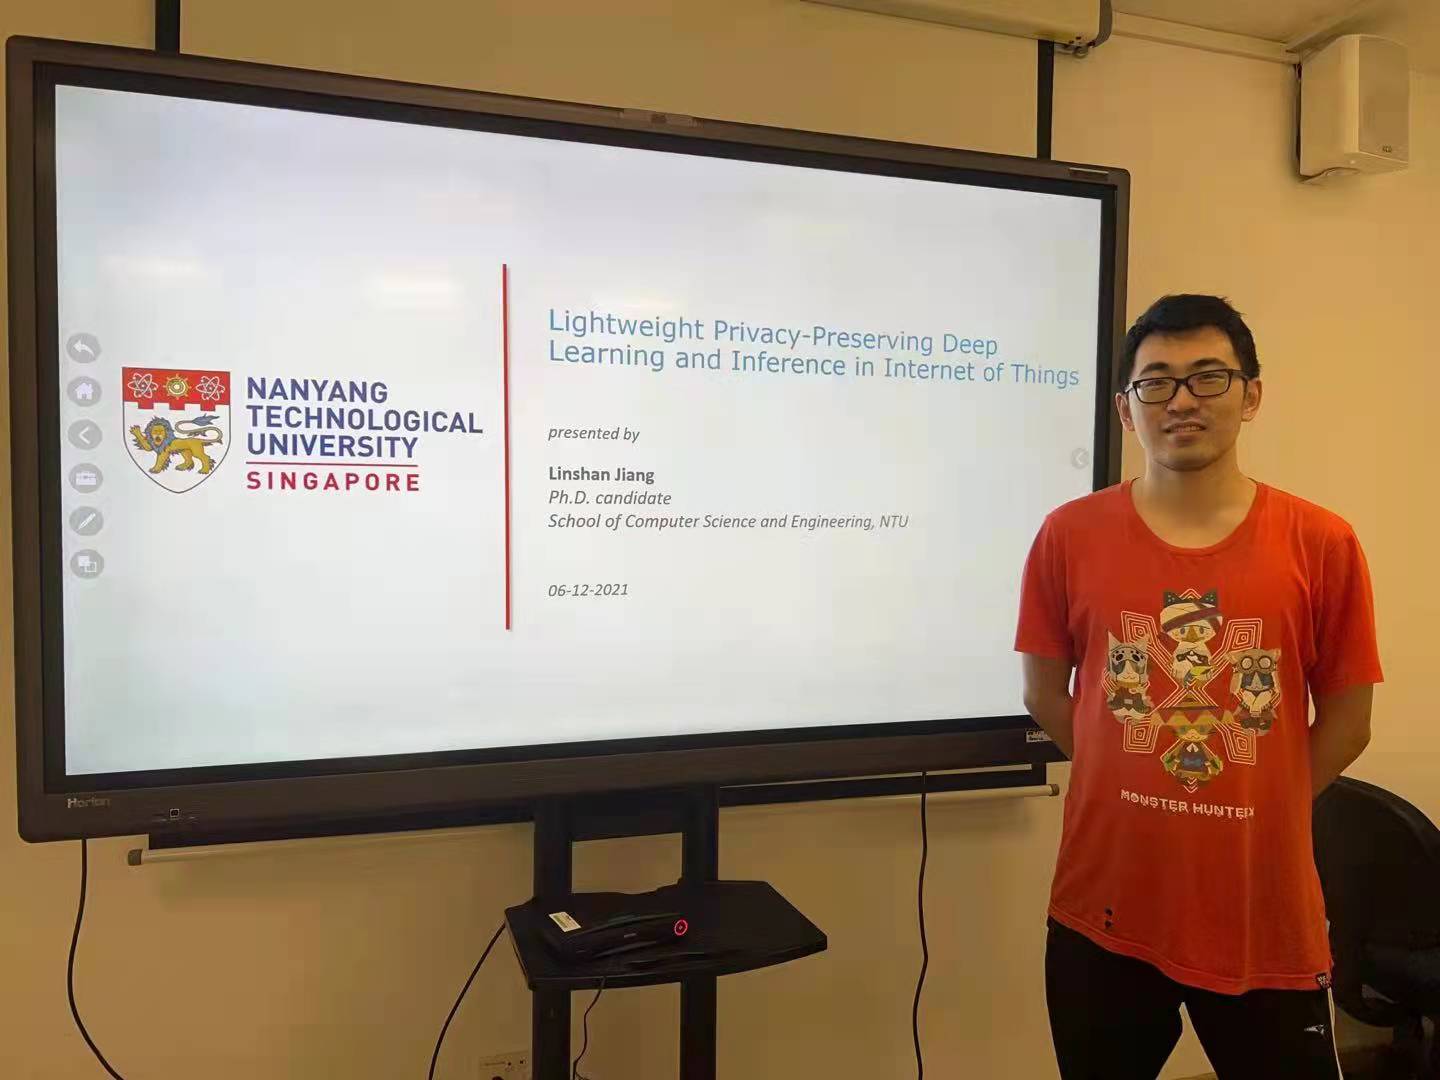 NANYANG
TECHNOLOGICAL
UNIVERSITY
SINGAPORE
Lightweight Privacy-Preserving Deep
Learning and Inference in Internet of Things
presented by
Linshan Jiang
Ph.D. candidate
School of Computer Science and Engineering, NTU
06-12-2021
Horion
MONSTER HUNTER